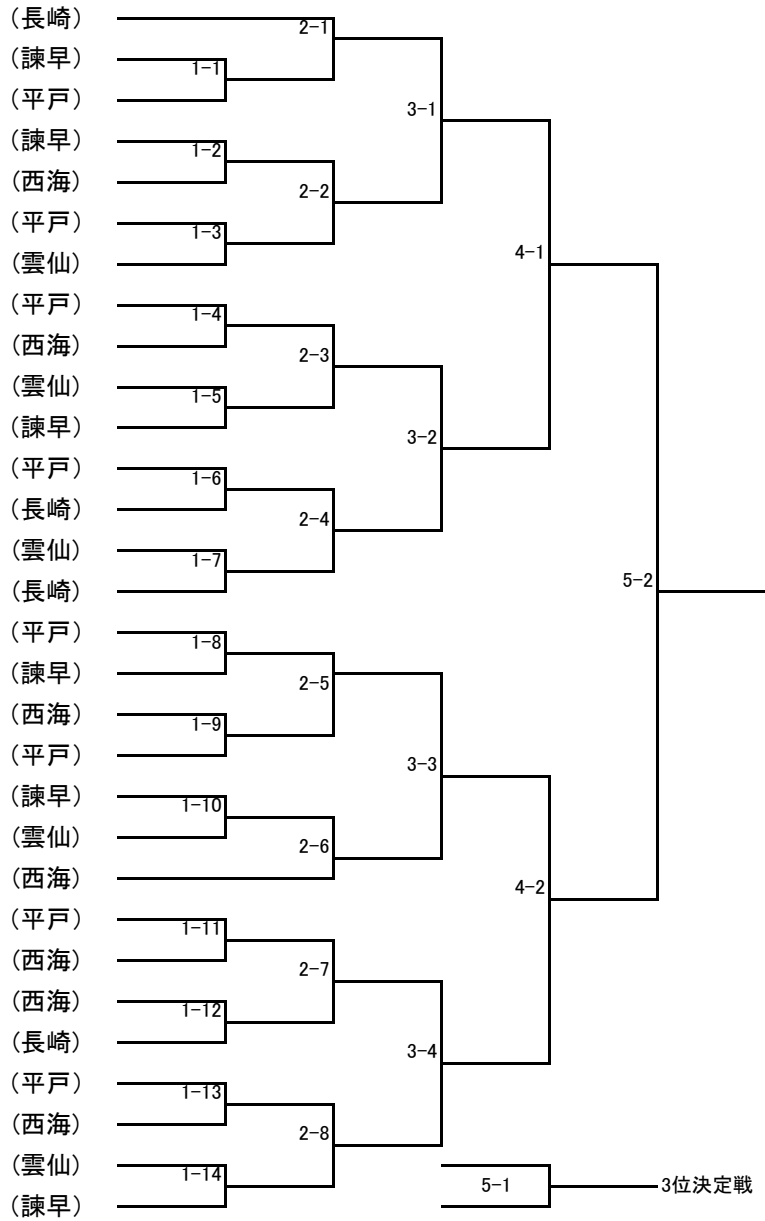 (長崎)
2-1
(諫早)
1-1
(平戸)
3-1
(諫早)
1-2
(西海)
2-2
(平戸)
1-3
(雲仙)
4-1
(平戸)
1-4
(西海)
2-3
(雲仙)
1-5
(諫早)
3-2
(平戸)
1-6
(長崎)
2-4
(雲仙)
1-7
(長崎)
5-2
(平戸)
1-8
(諫早)
2-5
(西海)
1-9
(平戸)
3-3
(諫早)
1-10
(雲仙)
2-6
(西海)
4-2
(平戸)
1-11
(西海)
2-7
(西海)
1-12
(長崎)
3-4
(平戸)
1-13
(西海)
2-8
(雲仙)
1-14
5-1
3位決定戦
(諫早)